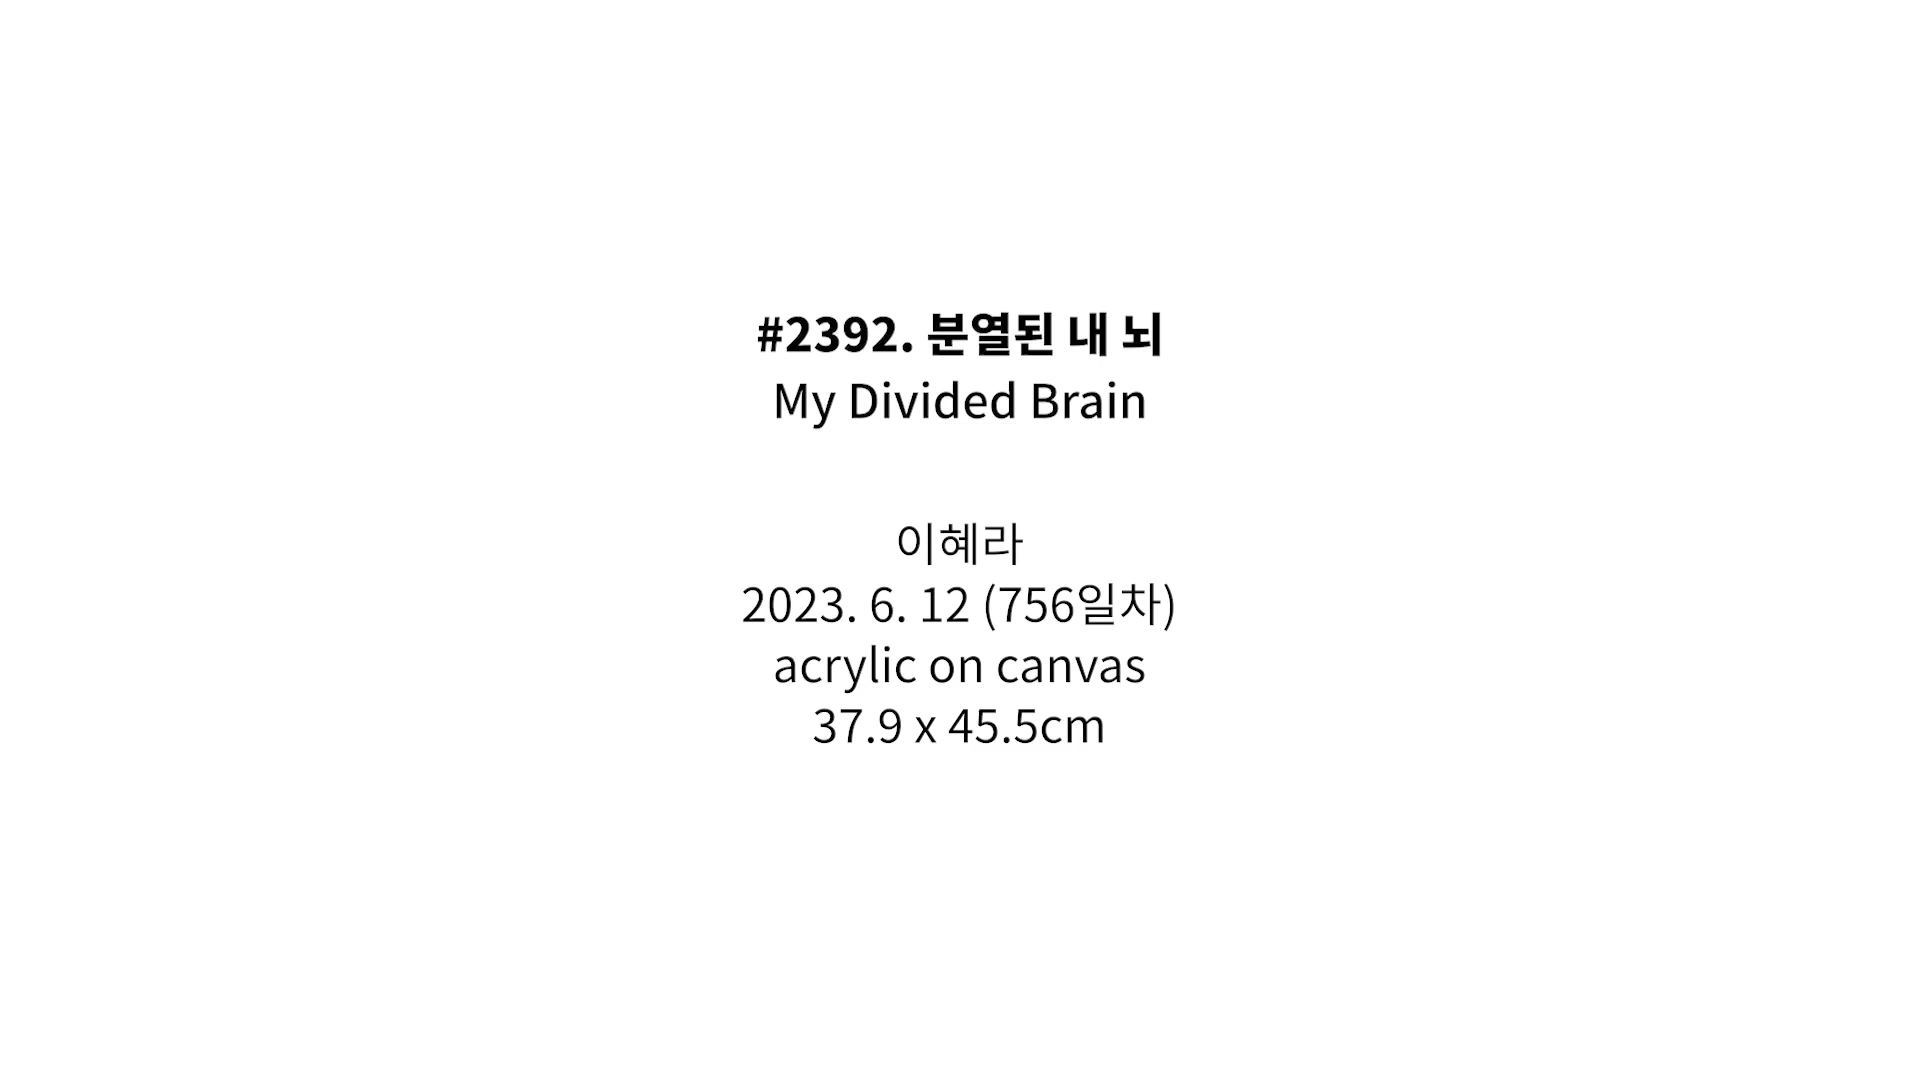 #2392. 분열된 내 뇌
My Divided Brain
이혜라
2023. 6. 12 (756일차)
acrylic on canvas
37.9 x 45.5cm